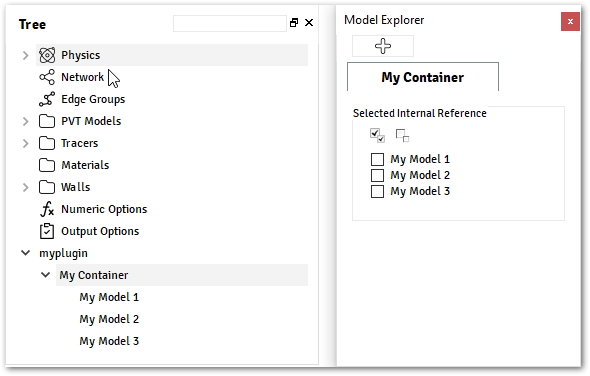 Tree
Physics
Network
Edge Groups
PVT Models
Tracers
Materials
Walls
Numeric Options
Output Options
myplugin
My Container
My Model 1
My Model 2
My Model 3
Model Explorer
My Container
Selected Internal Reference
My Model 1
My Model 2
My Model 3